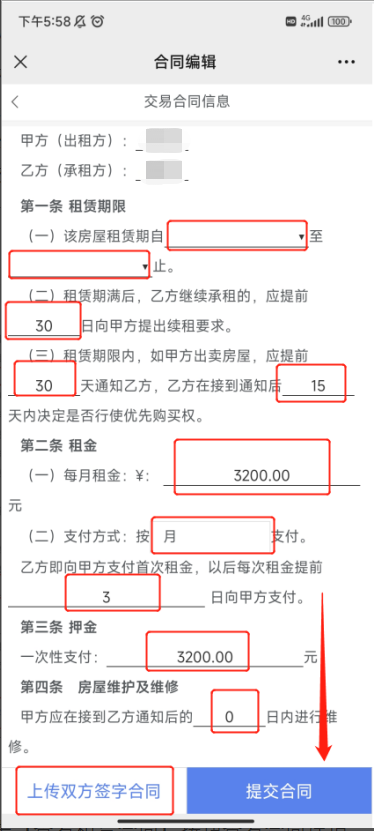 下午5:58 HD 4G 100
合同编辑
交易合同信息
甲方（出租方）：
乙方（承租方）：
第一条 租赁期限
（一）该房屋租赁期自 至
止。
（二）租赁期满后，乙方继续承租的，应提前
30 日向甲方提出续租要求。
（三）租赁期限内，如甲方出卖房屋，应提前
30 天通知乙方，乙方在接到通知后 15
天内决定是否行使优先购买权。
第二条 租金
（一）每月租金：¥： 3200.00
元
（二）支付方式：按 月 支付。
乙方即向甲方支付首次租金，以后每次租金提前
3 日向甲方支付。
第三条 押金
一次性支付： 3200.00 元
第四条 房屋维护及维修
甲方应在接到乙方通知后的 0 日内进行维
修。
上传双方签字合同 提交合同